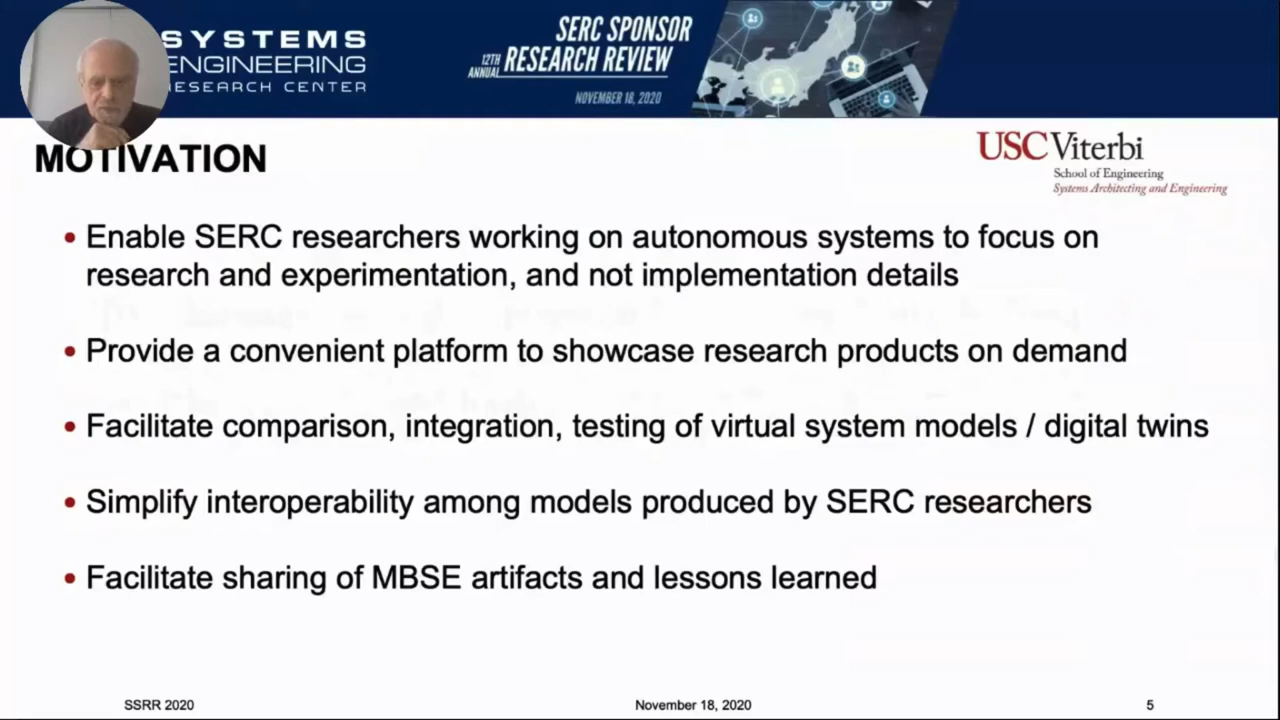 SYSTEMS
ENGINEERING
RESEARCH CENTER
SERC SPONSOR
12TH ANNUAL RESEARCH REVIEW
NOVEMBER 18, 2020
MOTIVATION
USC Viterbi
School of Engineering
Systems Architecting and Engineering
• Enable SERC researchers working on autonomous systems to focus on
research and experimentation, and not implementation details
• Provide a convenient platform to showcase research products on demand
• Facilitate comparison, integration, testing of virtual system models / digital twins
• Simplify interoperability among models produced by SERC researchers
• Facilitate sharing of MBSE artifacts and lessons learned
SSRR 2020
November 18, 2020
5